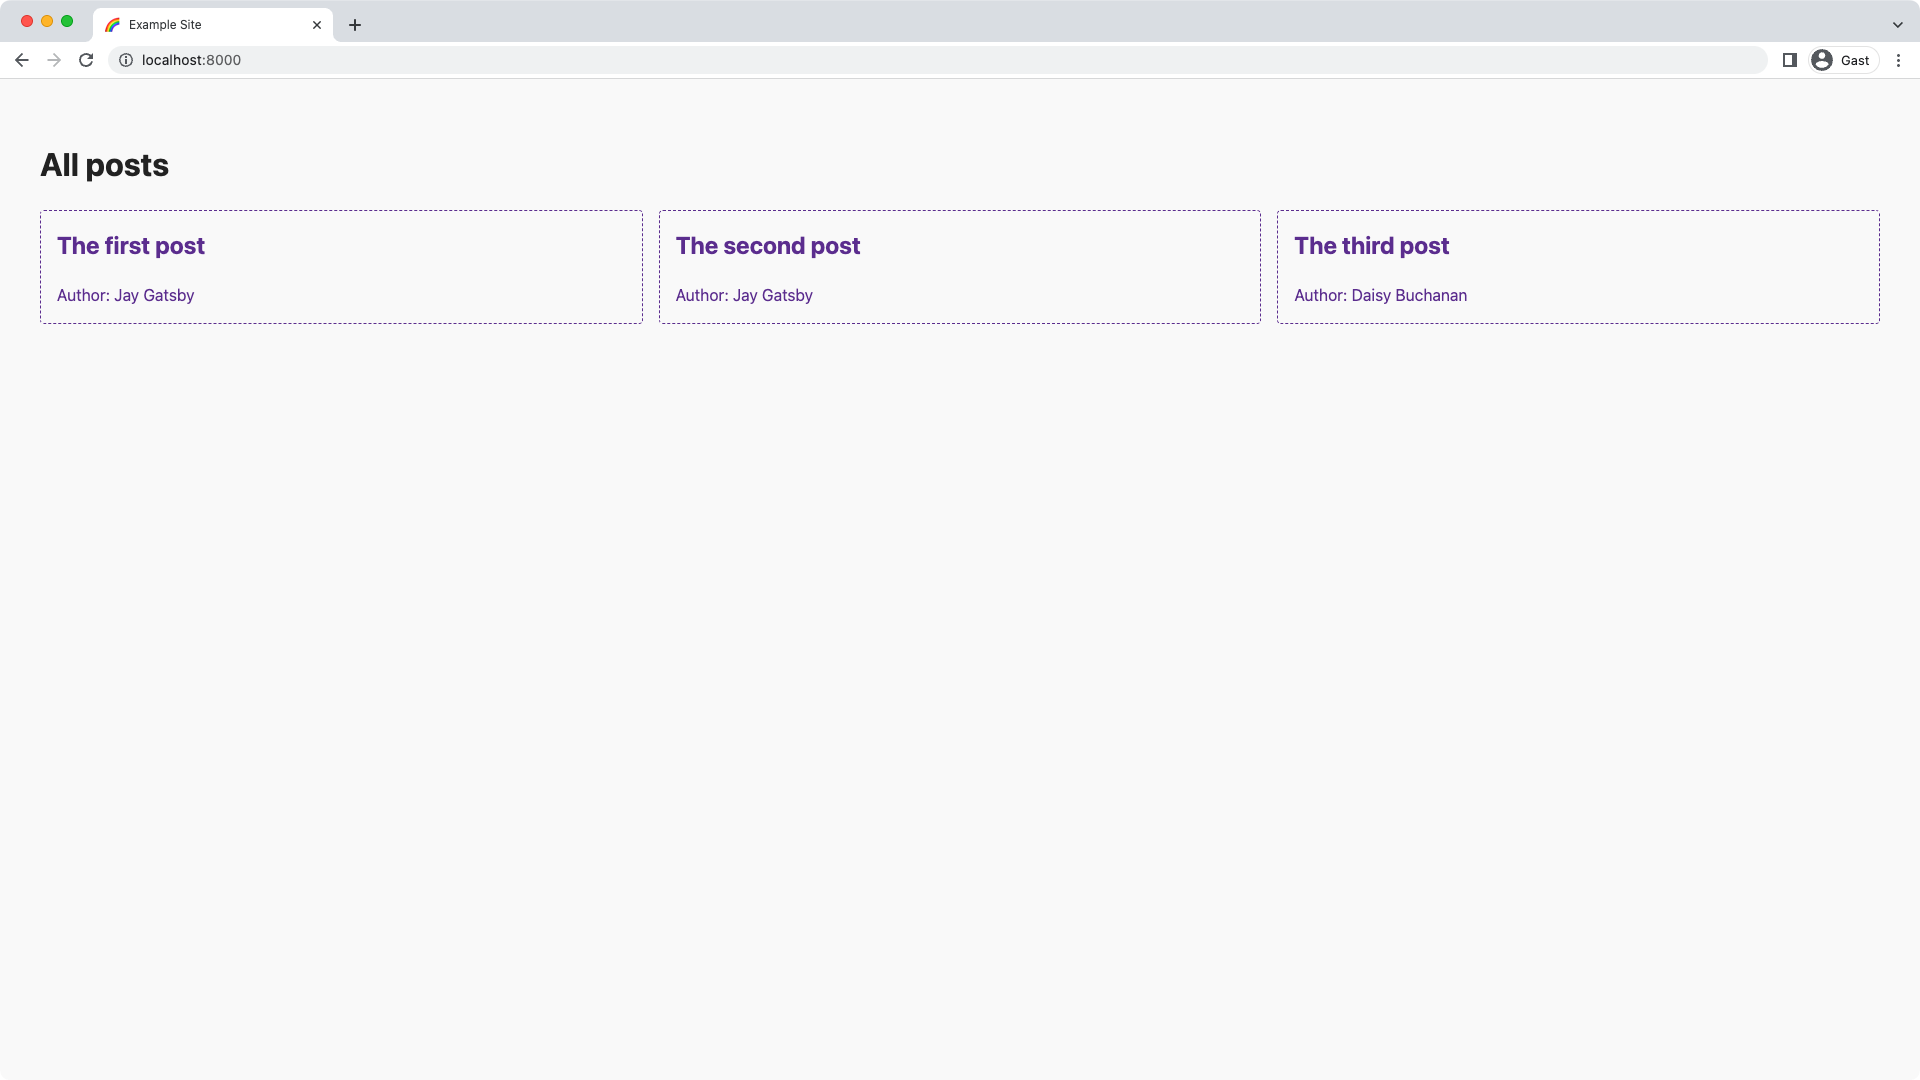 Example Site
localhost:8000
Gast
All posts
The first post
Author: Jay Gatsby
The second post
Author: Jay Gatsby
The third post
Author: Daisy Buchanan